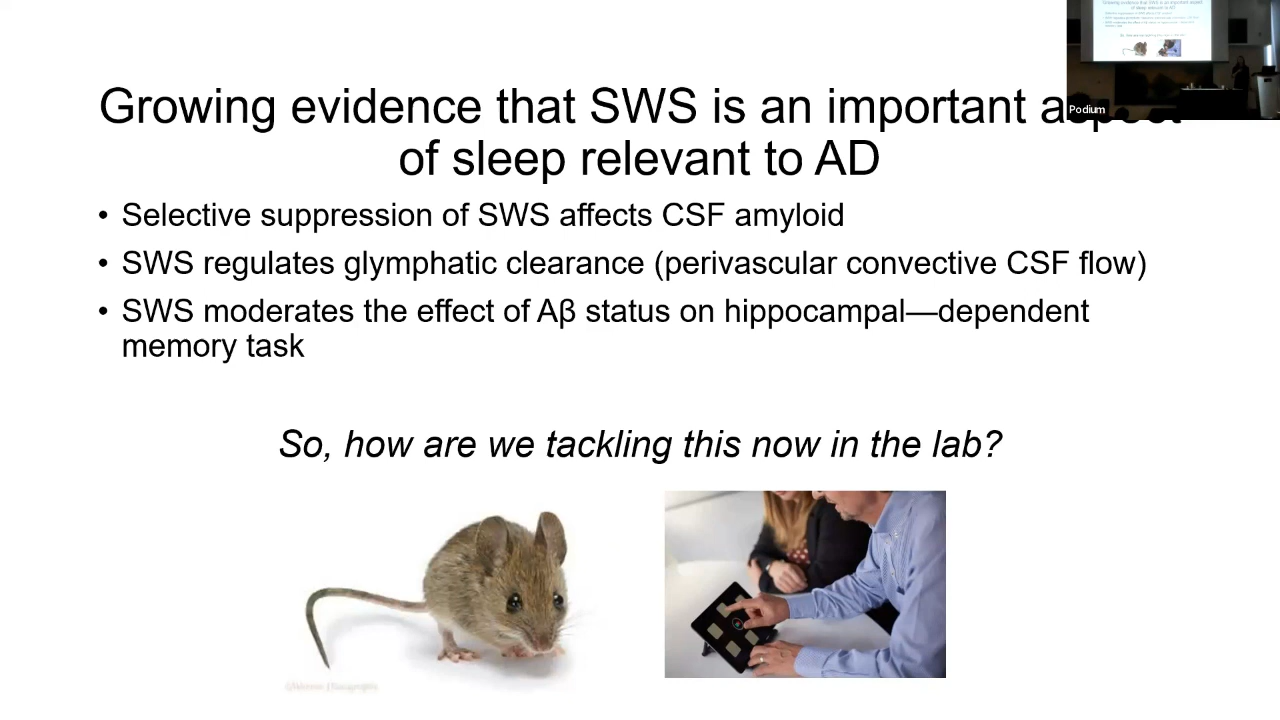 Growing evidence that SWS is an important aspect
of sleep relevant to AD
Podium
• Selective suppression of SWS affects CSF amyloid
• SWS regulates glymphatic clearance (perivascular convective CSF flow)
• SWS moderates the effect of Aβ status on hippocampal—dependent
memory task
So, how are we tackling this now in the lab?